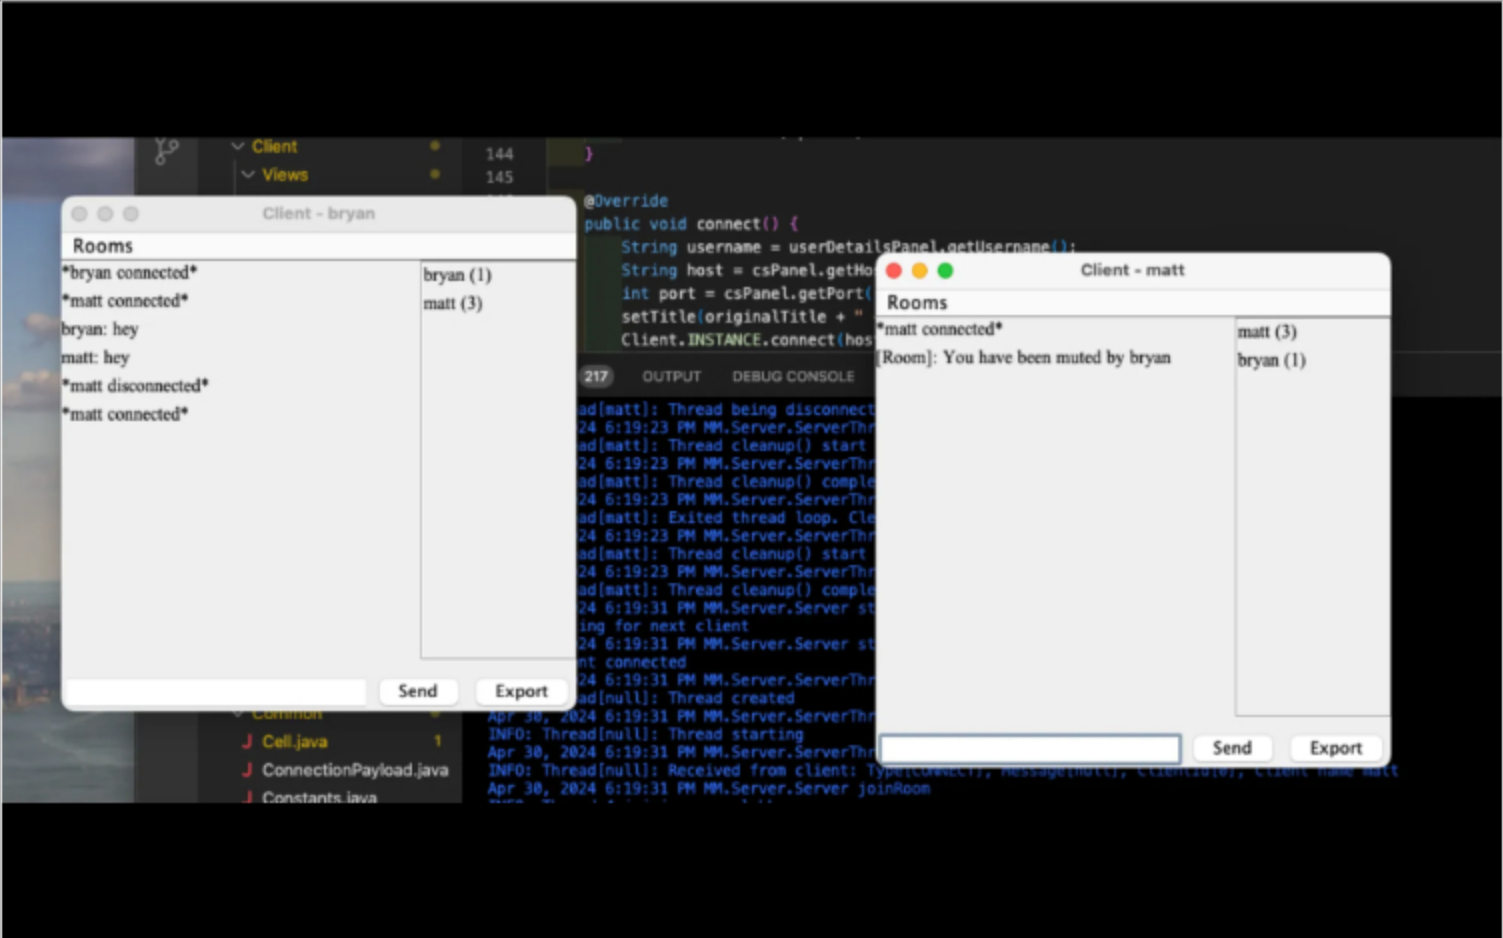 Client
Views
144
}
145
@Override
public void connect() {
String username = userDetailsPanel.getUsername();
String host = csPanel.getHo
int port = csPanel.getPort(
setTitle(originalTitle + "
Client.INSTANCE.connect(hos
217
OUTPUT
DEBUG CONSOLE
Client - bryan
Rooms
*bryan connected*
*matt connected*
bryan: hey
matt: hey
*matt disconnected*
*matt connected*
bryan (1)
matt (3)
Send
Export
Client - matt
Rooms
*matt connected*
[Room]: You have been muted by bryan
matt (3)
bryan (1)
Send
Export
ad[matt]: Thread being disconnect
24 6:19:23 PM MM.Server.ServerThr
ad[matt]: Thread cleanup() start
24 6:19:23 PM MM.Server.ServerThr
ad[matt]: Thread cleanup() comple
24 6:19:23 PM MM.Server.ServerThr
ad[matt]: Exited thread loop. Cle
24 6:19:23 PM MM.Server.ServerThr
ad[matt]: Thread cleanup() start
24 6:19:23 PM MM.Server.ServerThr
ad[matt]: Thread cleanup() comple
24 6:19:31 PM MM.Server.Server st
ing for next client
24 6:19:31 PM MM.Server.Server st
nt connected
24 6:19:31 PM MM.Server.ServerThr
ad[null]: Thread created
Apr 30, 2024 6:19:31 PM MM.Server.ServerThr
INFO: Thread[null]: Thread starting
Apr 30, 2024 6:19:31 PM MM.Server.ServerThr
INFO: Thread[null]: Received from client: Type[CONNECT], Message[null], ClientId[0], Client name matt
Apr 30, 2024 6:19:31 PM MM.Server.Server joinRoom
Common
Cell.java
1
ConnectionPayload.java
Constants.java